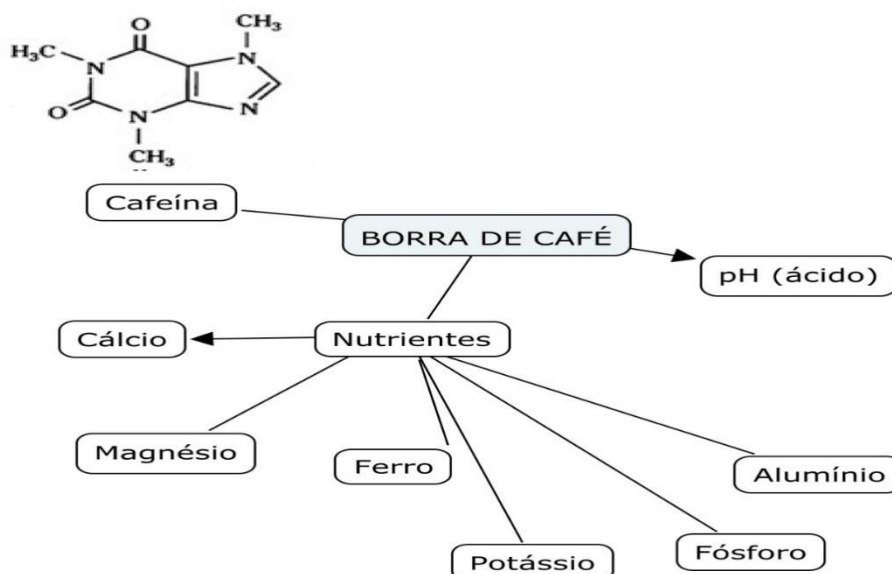 O
CH₃
H₃C
N
N
O
N
N
CH₃
Cafeína
BORRA DE CAFÉ
pH (ácido)
Cálcio
Nutrientes
Magnésio
Ferro
Alumínio
Potássio
Fósforo